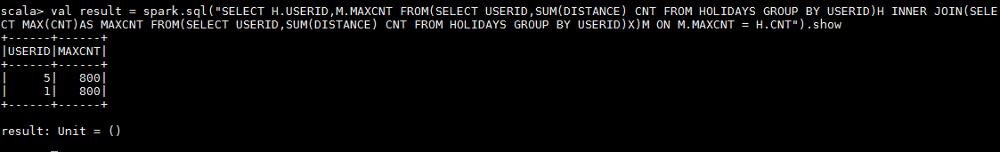 scala> val result = spark.sql("SELECT H.USERID,M.MAXCNT FROM(SELECT USERID,SUM(DISTANCE) CNT FROM HOLIDAYS GROUP BY USERID)H INNER JOIN(SELE
CT MAX(CNT)AS MAXCNT FROM(SELECT USERID,SUM(DISTANCE) CNT FROM HOLIDAYS GROUP BY USERID)X)M ON M.MAXCNT = H.CNT").show
+------+------+
|USERID|MAXCNT|
+------+------+
|     5|   800|
|     1|   800|
+------+------+
result: Unit = ()